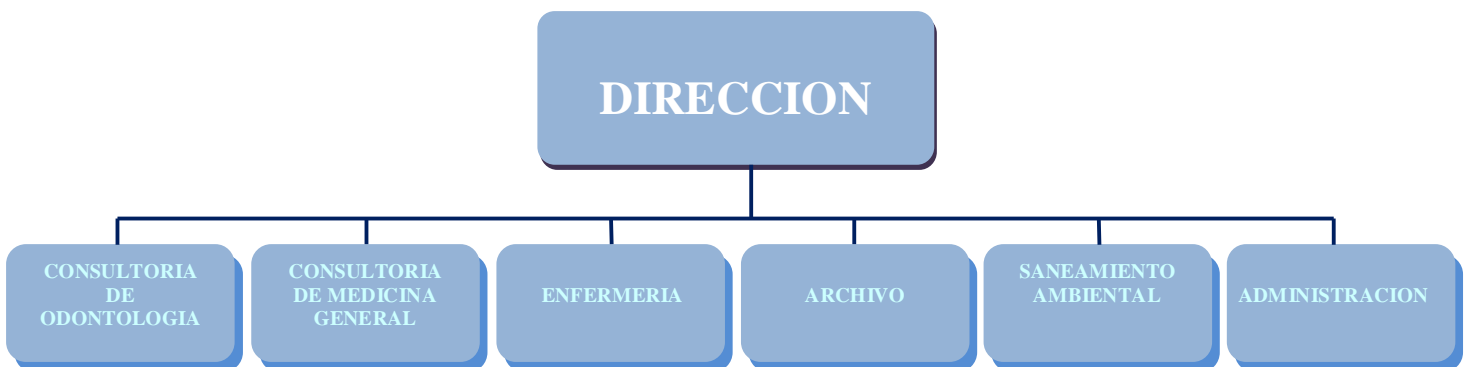 DIRECCION
CONSULTORIA
DE
ODONTOLOGIA
CONSULTORIA
DE MEDICINA
GENERAL
ENFERMERIA
ARCHIVO
SANEAMIENTO
AMBIENTAL
ADMINISTRACION